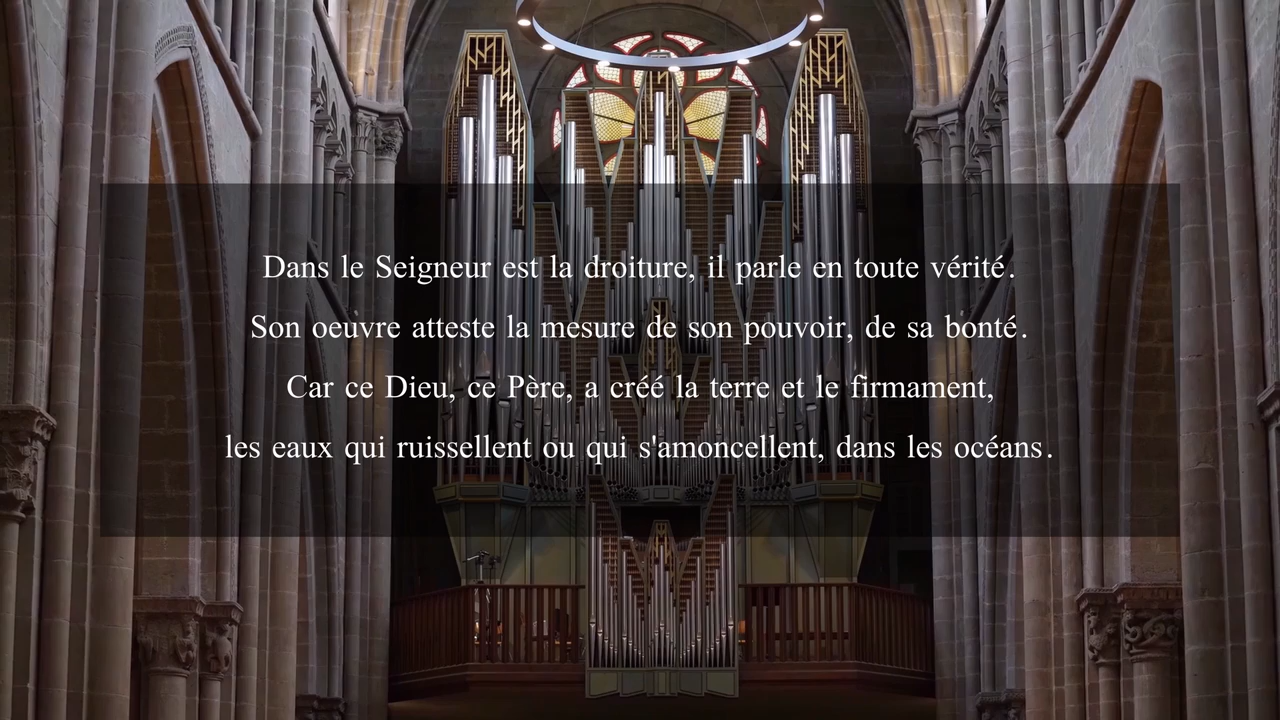 Dans le Seigneur est la droiture, il parle en toute vérité.
Son oeuvre atteste la mesure de son pouvoir, de sa bonté.
Car ce Dieu, ce Père, a créé la terre et le firmament,
les eaux qui ruissellent ou qui s'amoncellent, dans les océans.